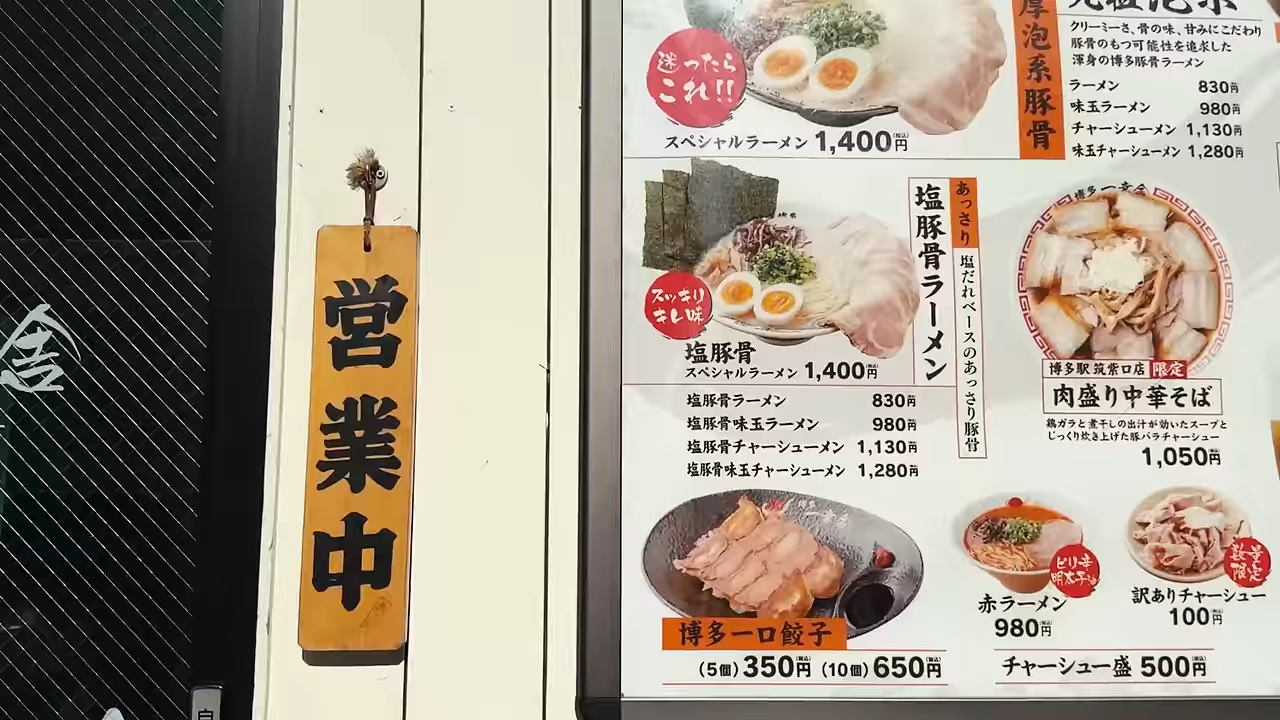 舎
営業中
迷ったら
これ!!
スペシャルラーメン 1,400円(税込)
厚泡系豚骨
クリーミーさ、骨の味、甘みにこだわり
豚骨のもつ可能性を追求した
渾身の博多豚骨ラーメン
ラーメン 830円
味玉ラーメン 980円
チャーシューメン 1,130円
味玉チャーシューメン 1,280円
スッキリ
キレ味
塩豚骨
スペシャルラーメン 1,400円(税込)
塩豚骨ラーメン
あっさり
塩だれベースのあっさり豚骨
塩豚骨ラーメン 830円
塩豚骨味玉ラーメン 980円
塩豚骨チャーシューメン 1,130円
塩豚骨味玉チャーシューメン 1,280円
博多一幸舎
博多駅 筑紫口店 限定
肉盛り中華そば
鶏ガラと煮干しの出汁が効いたスープと
じっくり炊き上げた豚バラチャーシュー
1,050円(税込)
博多一口餃子
(5個) 350円(税込) (10個) 650円(税込)
ピリ辛
赤ラーメン
980円(税込)
数量
限定
訳ありチャーシュー
100円(税込)
チャーシュー盛 500円(税込)